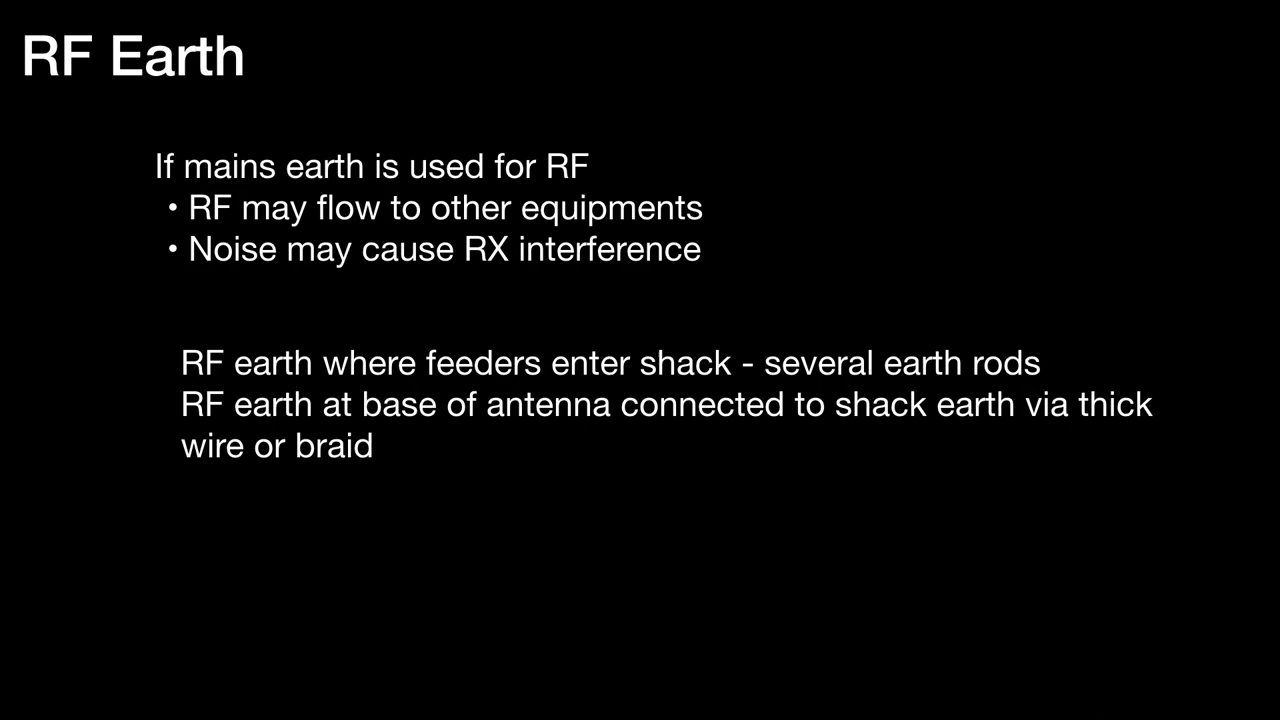 RF Earth
If mains earth is used for RF
• RF may flow to other equipments
• Noise may cause RX interference
RF earth where feeders enter shack - several earth rods
RF earth at base of antenna connected to shack earth via thick
wire or braid